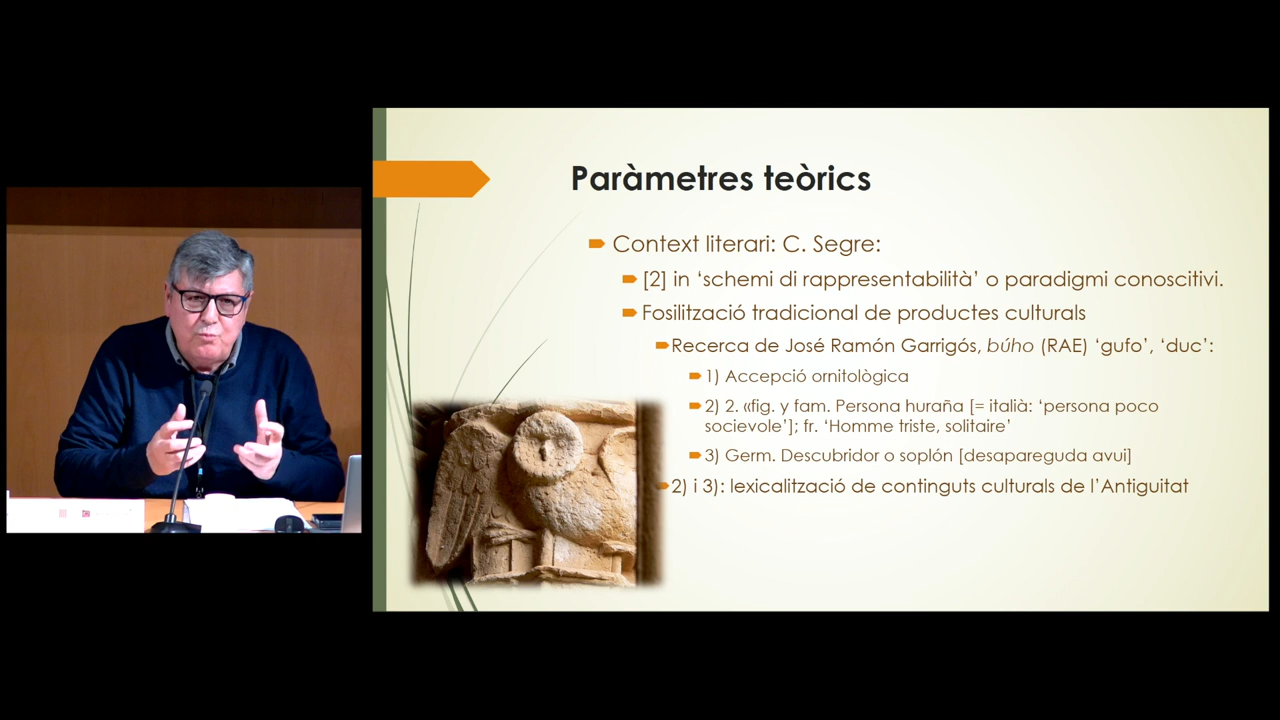 Paràmetres teòrics
Context literari: C. Segre:
[2] in ‘schemi di rappresentabilità’ o paradigmi conoscitivi.
Fosilització tradicional de productes culturals
Recerca de José Ramón Garrigós, búho (RAE) ‘gufo’, ‘duc’:
1) Accepció ornitològica
2) 2. «fig. y fam. Persona huraña [= italià: ‘persona poco
socievole’]; fr. ‘Homme triste, solitaire’
3) Germ. Descubridor o soplón [desapareguda avui]
2) i 3): lexicalització de continguts culturals de l’Antiguitat